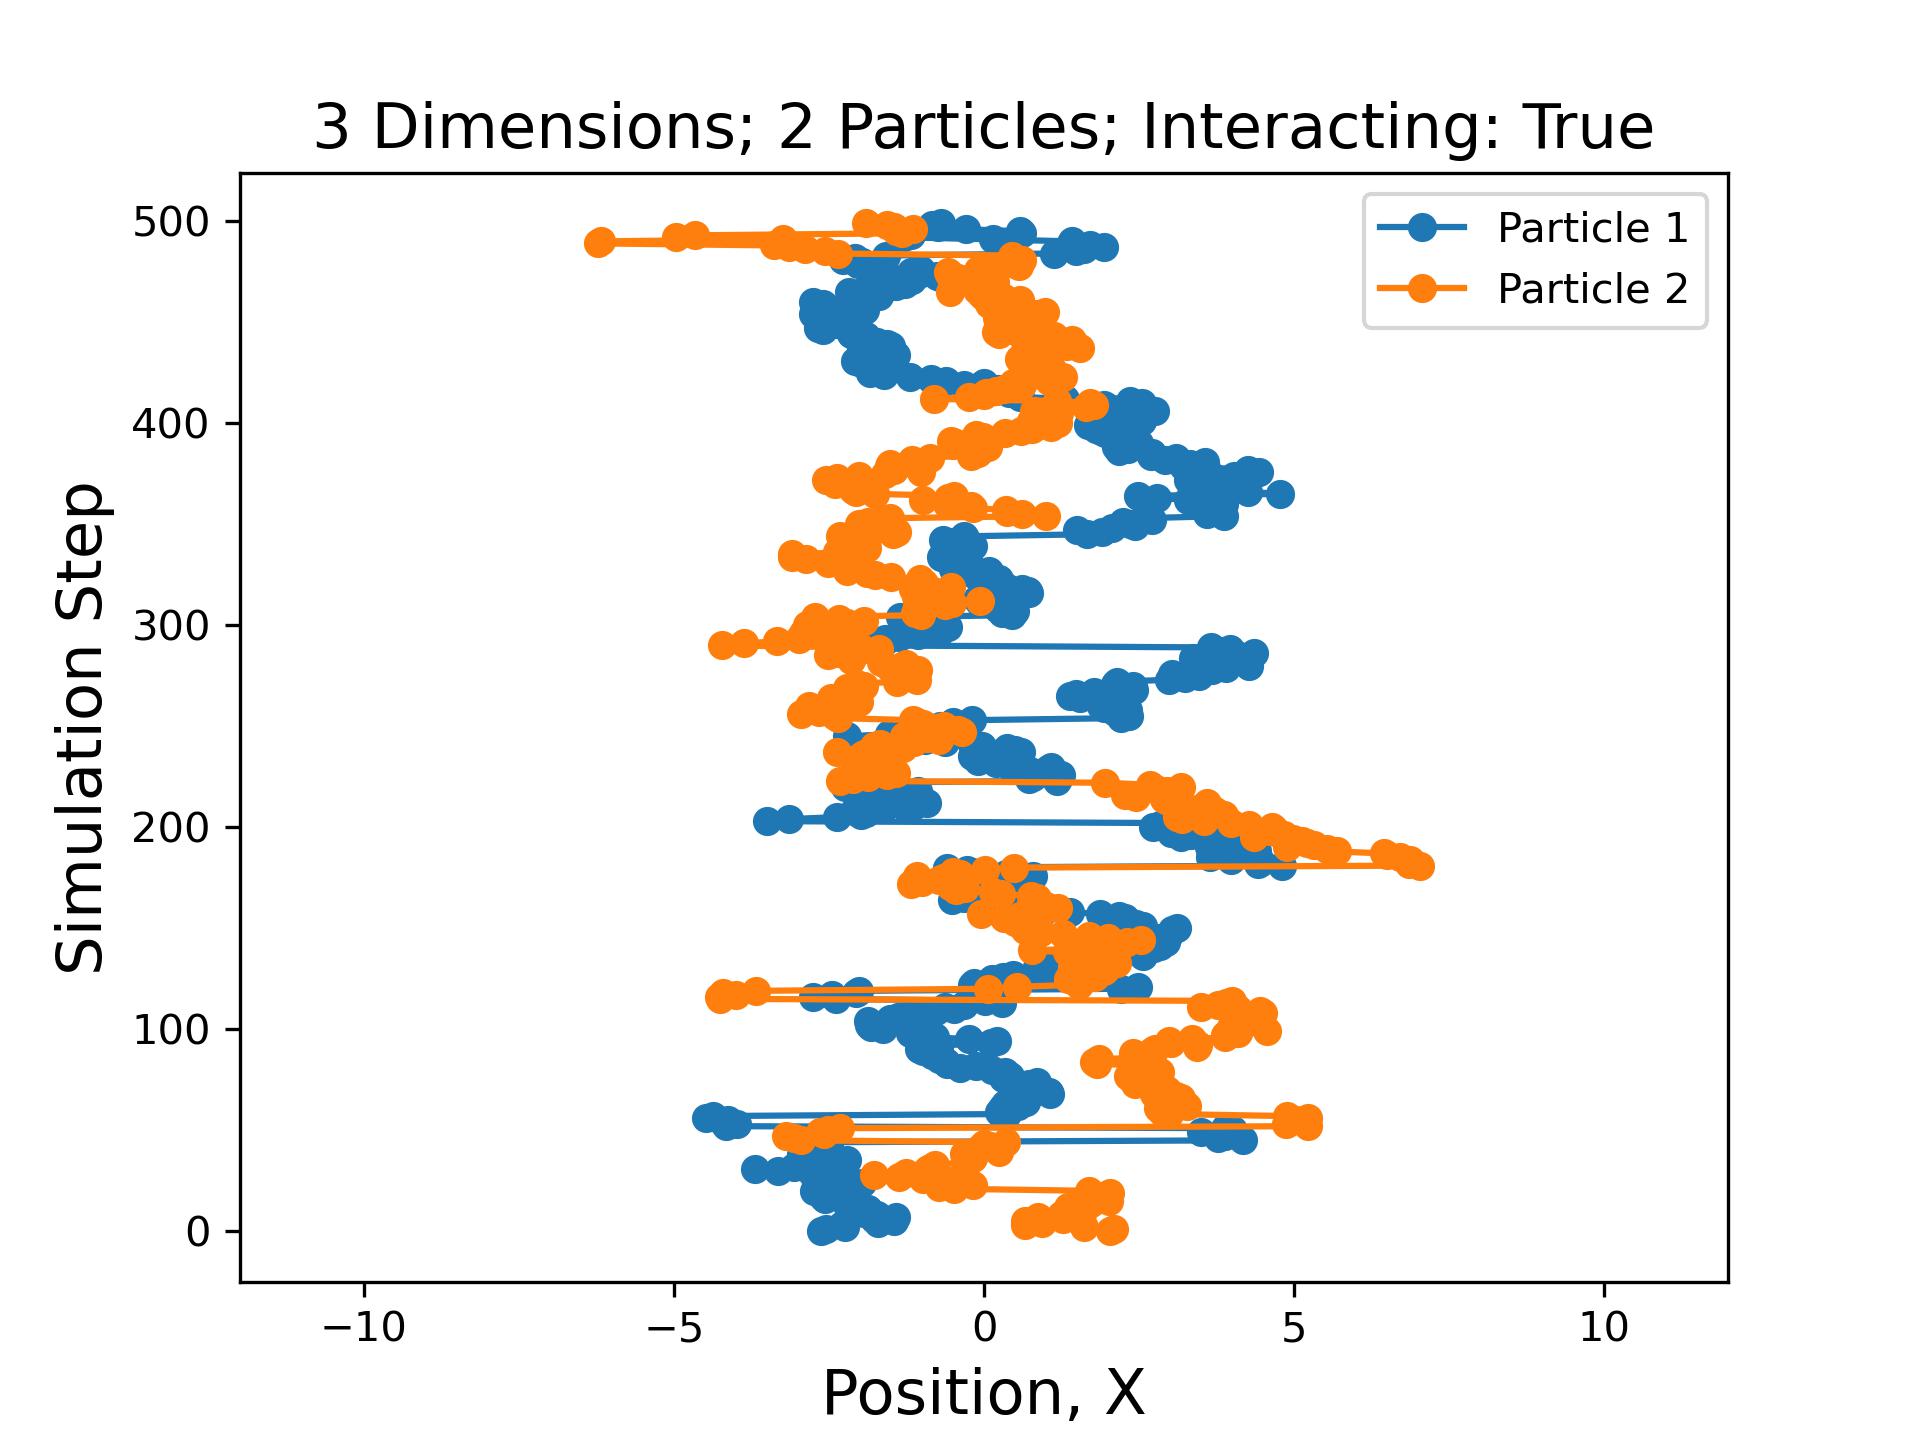 3 Dimensions; 2 Particles; Interacting: True
Particle 1
Particle 2
500
400
300
200
100
0
Simulation Step
−10
−5
0
5
10
Position, X